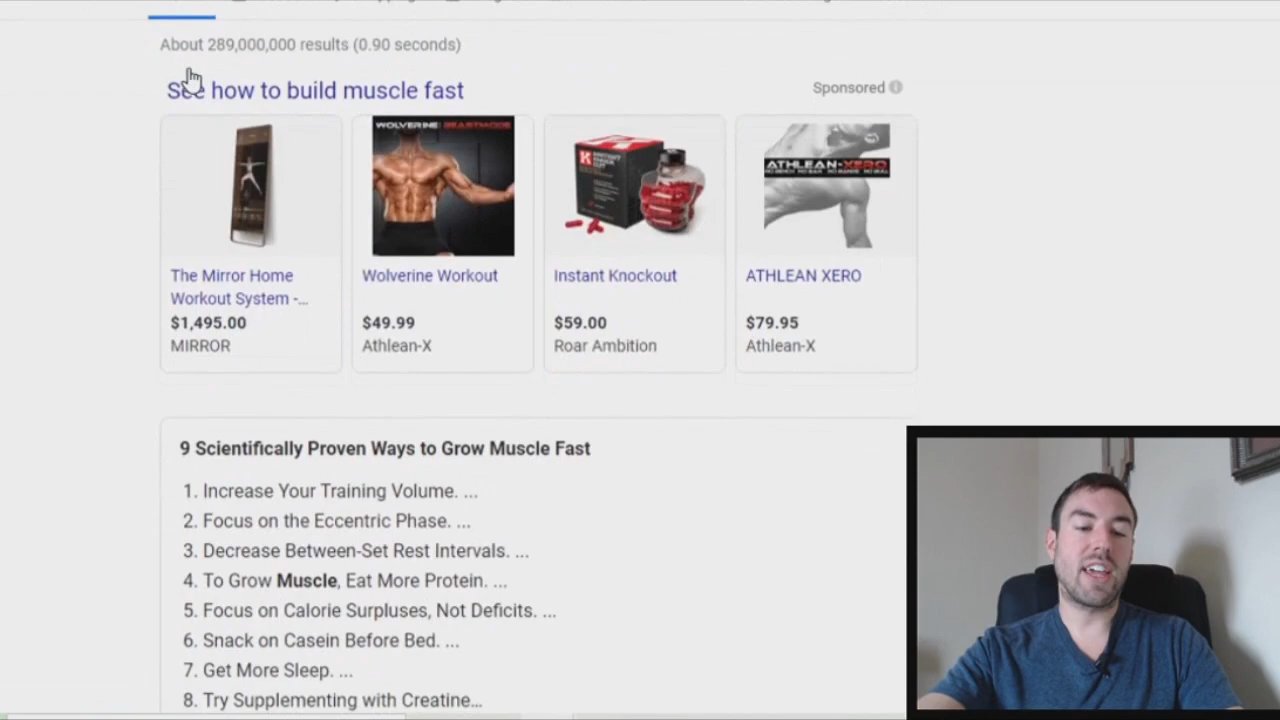 About 289,000,000 results (0.90 seconds)
See how to build muscle fast
Sponsored
WOLVERINE BEASTMODE
ATHLEAN-XERO
The Mirror Home
Workout System -...
$1,495.00
MIRROR
Wolverine Workout
$49.99
Athlean-X
Instant Knockout
$59.00
Roar Ambition
ATHLEAN XERO
$79.95
Athlean-X
9 Scientifically Proven Ways to Grow Muscle Fast
1. Increase Your Training Volume. ...
2. Focus on the Eccentric Phase. ...
3. Decrease Between-Set Rest Intervals. ...
4. To Grow Muscle, Eat More Protein. ...
5. Focus on Calorie Surpluses, Not Deficits. ...
6. Snack on Casein Before Bed. ...
7. Get More Sleep. ...
8. Try Supplementing with Creatine...